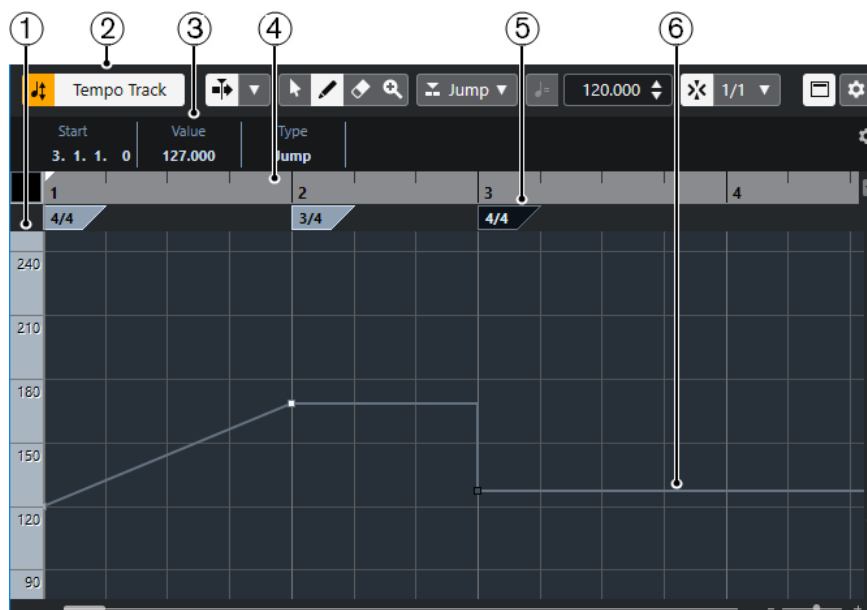 1 2 3 4 5 6
Tempo Track Jump 120.000 1/1
Start Value Type
3. 1. 1. 0 127.000 Jump
1 2 3 4
4/4 3/4 4/4
240
210
180
150
120
90